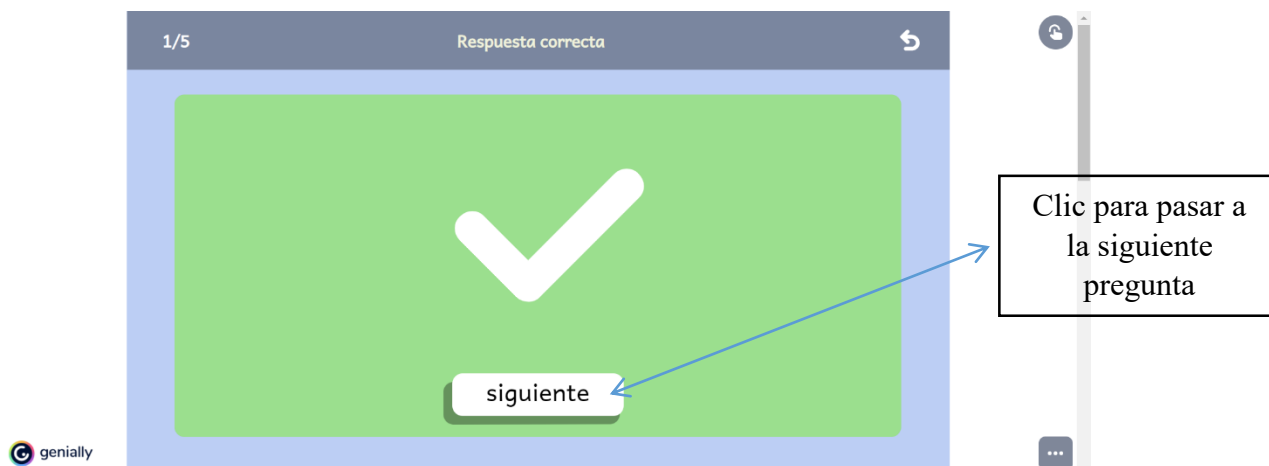 1/5
Respuesta correcta
Clic para pasar a
la siguiente
pregunta
siguiente
genially